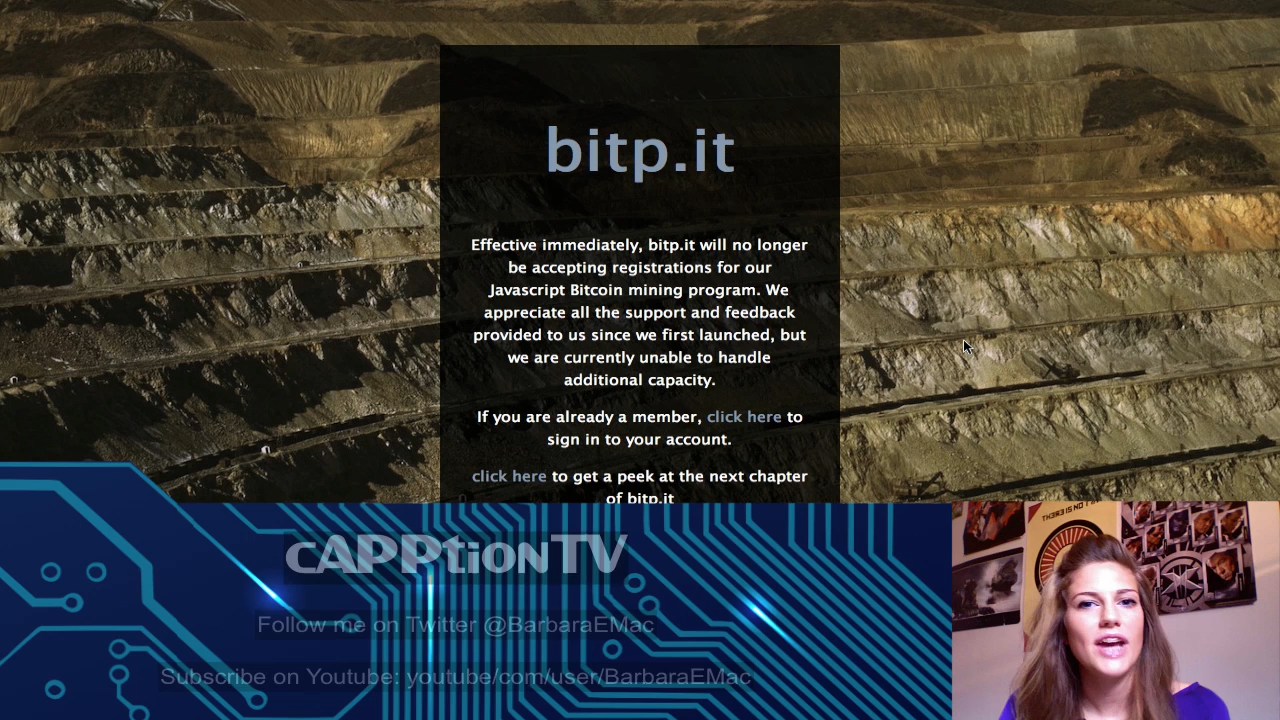 bitp.it
Effective immediately, bitp.it will no longer
be accepting registrations for our
Javascript Bitcoin mining program. We
appreciate all the support and feedback
provided to us since we first launched, but
we are currently unable to handle
additional capacity.
If you are already a member, click here to
sign in to your account.
click here to get a peek at the next chapter
of bitp.it
cAPPtionTV
Follow me on Twitter @BarbaraEMac
Subscribe on Youtube: youtube/com/user/BarbaraEMac
THERE IS NO